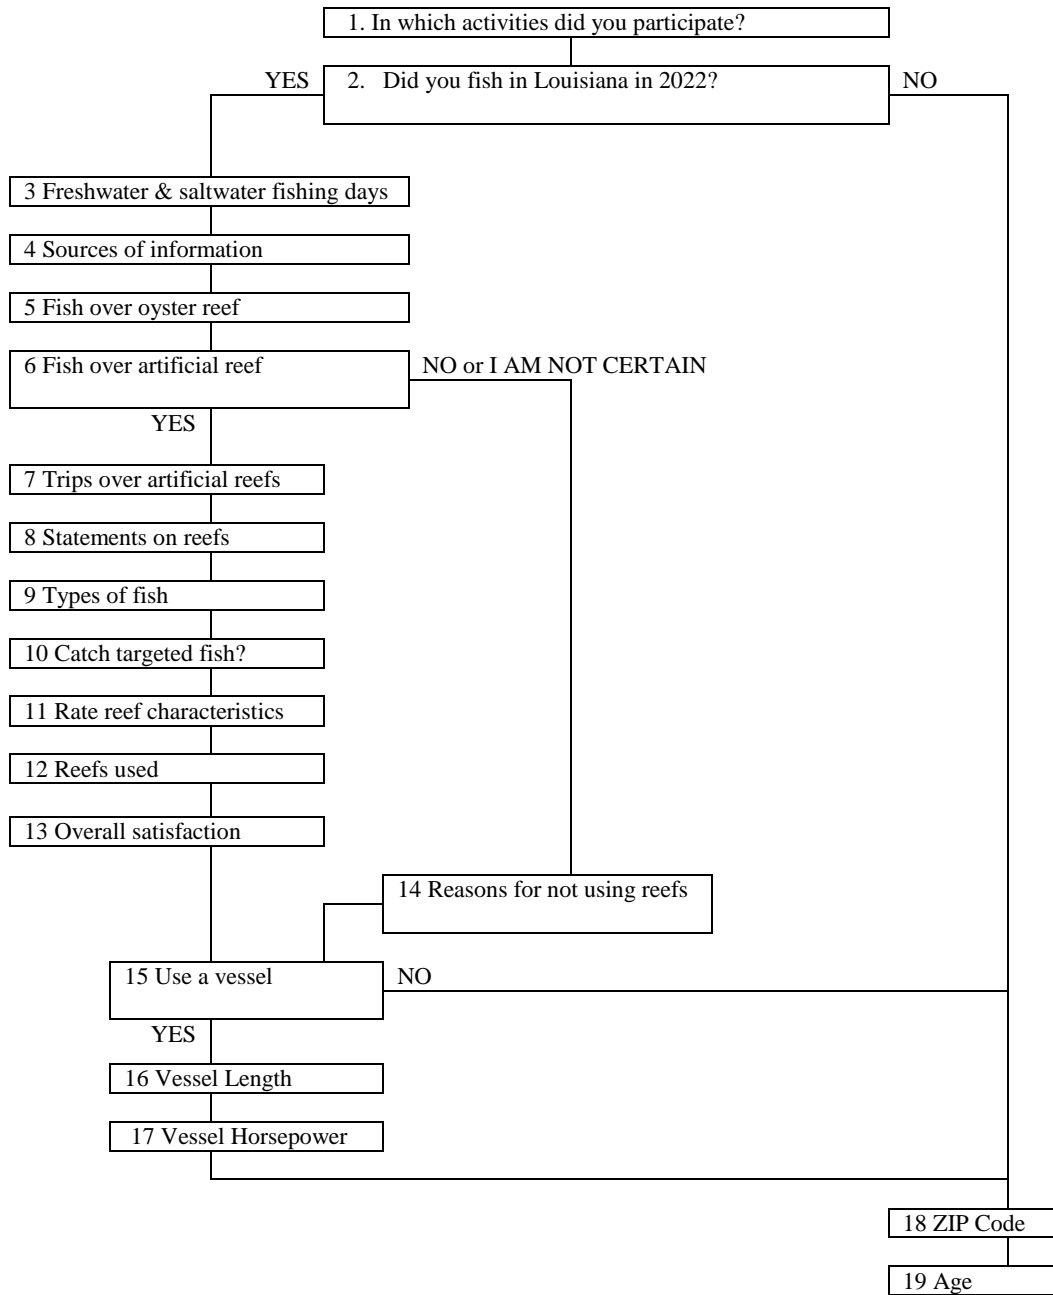 1. In which activities did you participate?
YES
2. Did you fish in Louisiana in 2022?
NO
3 Freshwater & saltwater fishing days
4 Sources of information
5 Fish over oyster reef
6 Fish over artificial reef
NO or I AM NOT CERTAIN
YES
7 Trips over artificial reefs
8 Statements on reefs
9 Types of fish
10 Catch targeted fish?
11 Rate reef characteristics
12 Reefs used
13 Overall satisfaction
14 Reasons for not using reefs
15 Use a vessel
NO
YES
16 Vessel Length
17 Vessel Horsepower
18 ZIP Code
19 Age